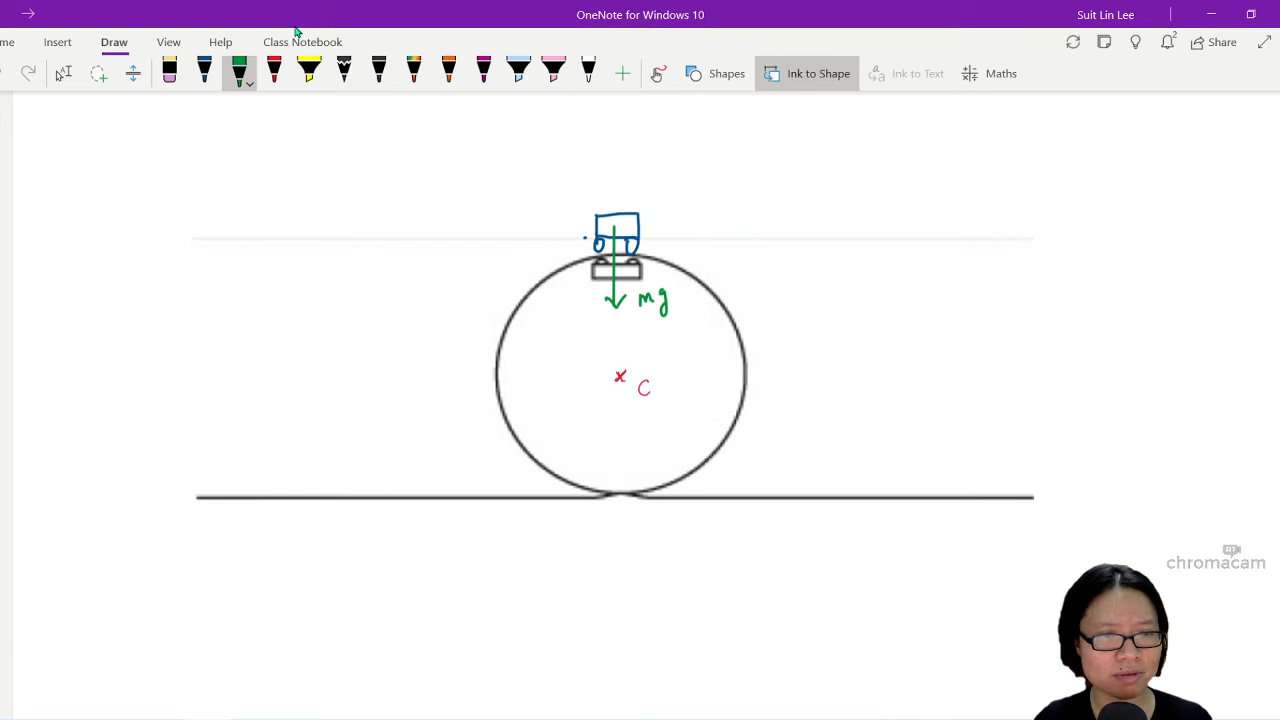 OneNote for Windows 10
Suit Lin Lee
me Insert Draw View Help Class Notebook
Share
Shapes Ink to Shape Ink to Text Maths
mg
C
chromacam